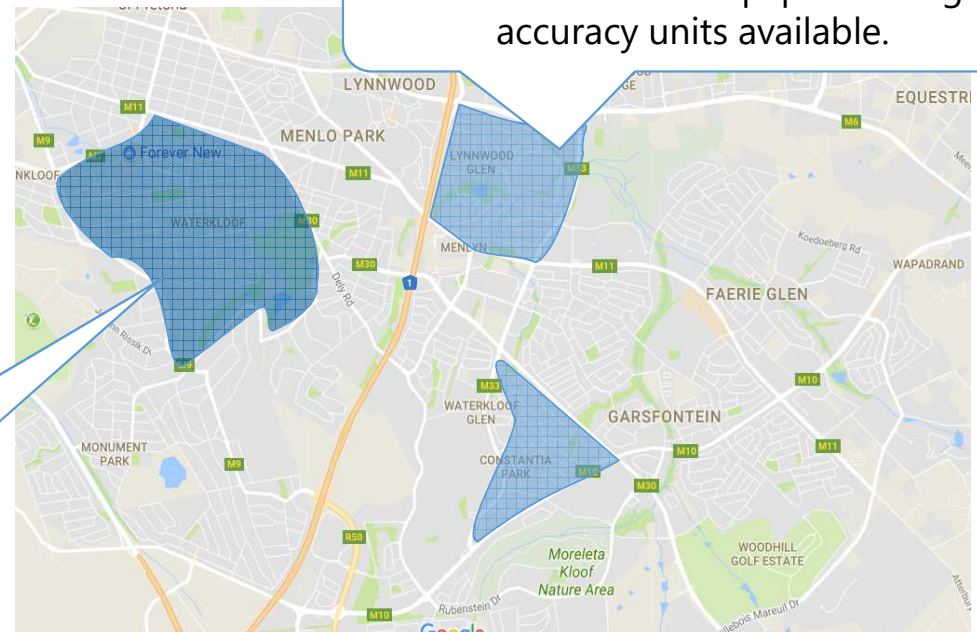 accuracy units available.
LYNNWOOD
EQUESTRI
M11
M6
MENLO PARK
M9
Forever New
LYNNWOOD
GLEN
NKLOOF
M11
WATERKLOOF
M30
MENLYN
Koedoeberg Rd
M30
M11
WAPADRAND
1
Dely Rd
FAERIE GLEN
M10
M33
WATERKLOOF
GLEN
GARSFONTEIN
MONUMENT
PARK
M9
CONSTANTIA
PARK
M10
M10
M11
M30
R50
Moreleta
Kloof
Nature Area
WOODHILL
GOLF ESTATE
Rubenstein Dr
M10